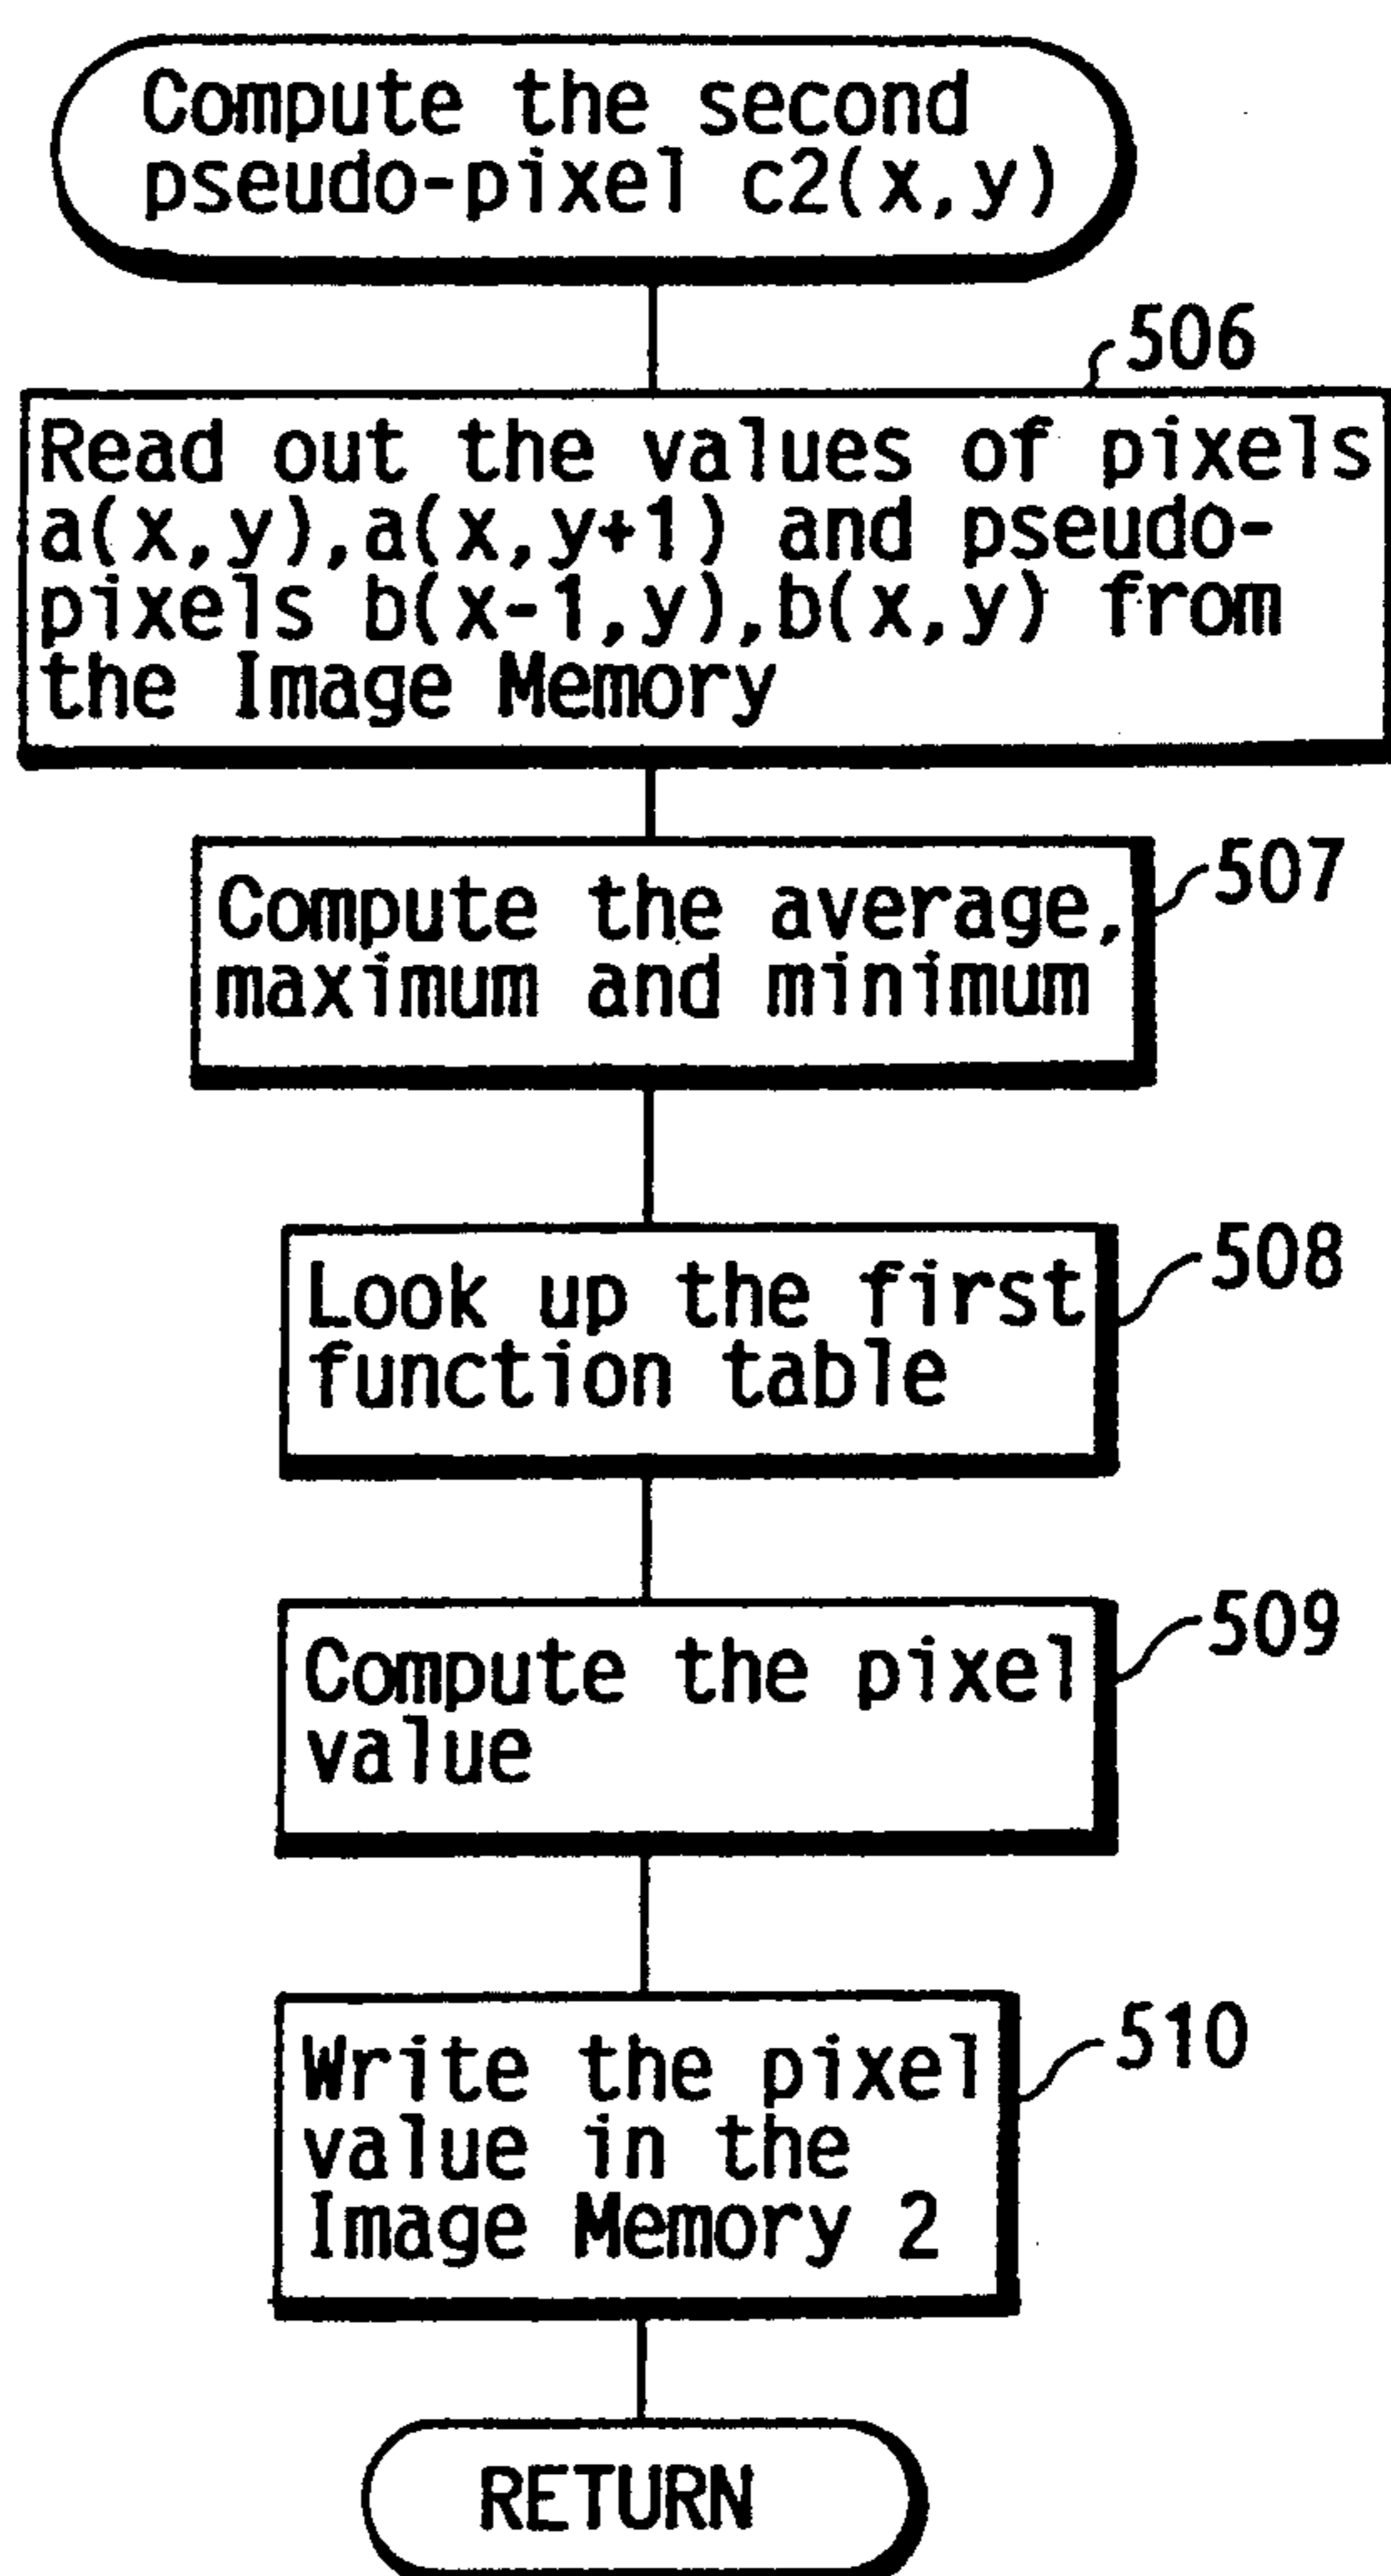 Compute the second
pseudo-pixel c2(x,y)
506
Read out the values of pixels
a(x,y),a(x,y+1) and pseudo-
pixels b(x-1,y),b(x,y) from
the Image Memory
507
Compute the average,
maximum and minimum
508
Look up the first
function table
509
Compute the pixel
value
510
Write the pixel
value in the
Image Memory 2
RETURN